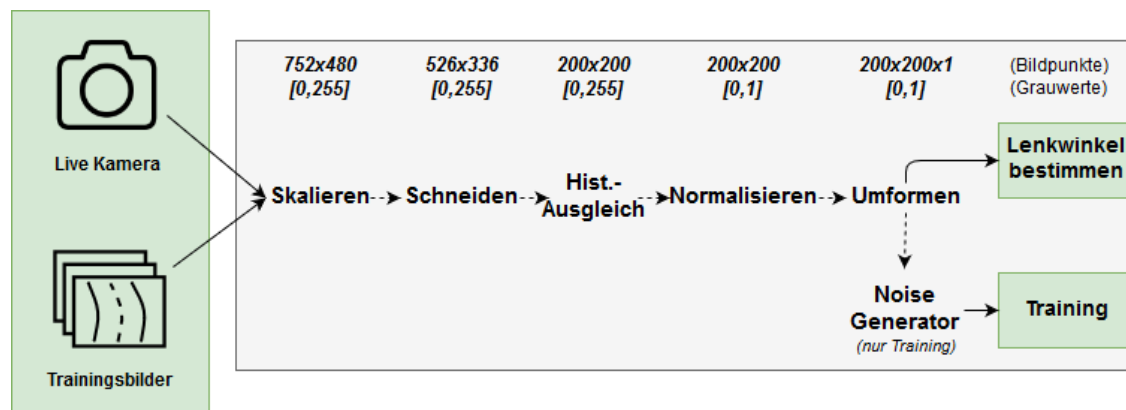 752x480
526x336
200x200
200x200
200x200x1
(Bildpunkte)
[0,255]
[0,255]
[0,255]
[0,1]
[0,1]
(Grauwerte)
Live Kamera
Skalieren
Schneiden
Hist.-
Ausgleich
Normalisieren
Umformen
Lenkwinkel
bestimmen
Noise
Generator
(nur Training)
Training
Trainingsbilder